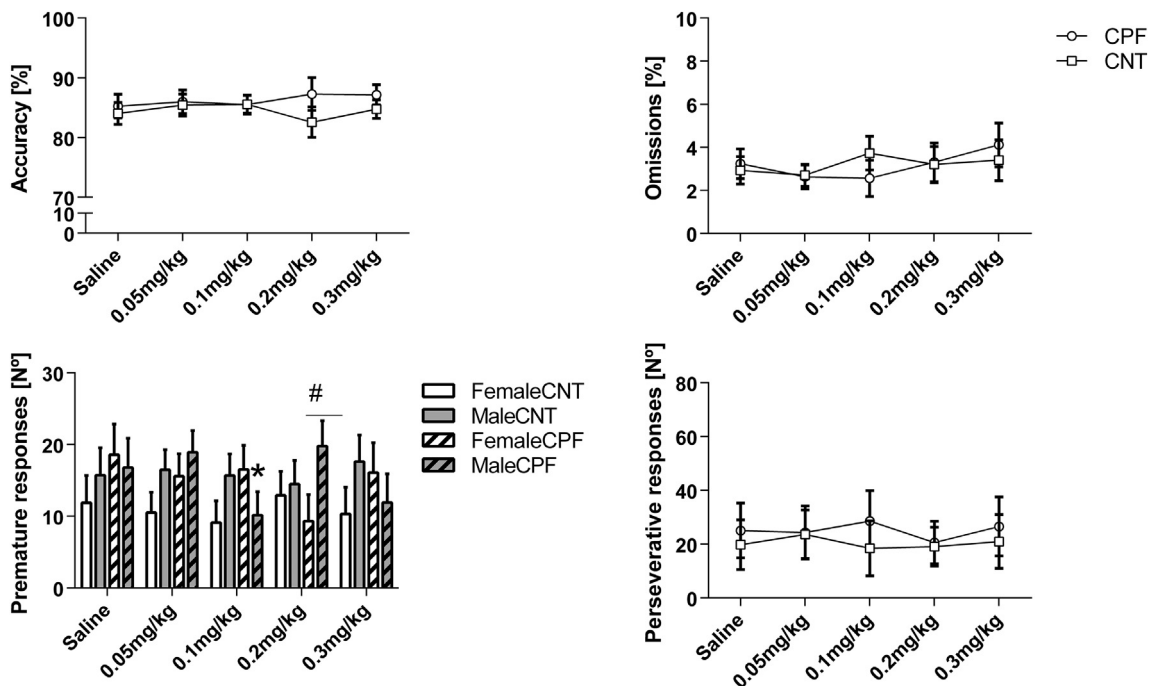 Accuracy [%]
100
90
80
70
10
0
Saline
0.05mg/kg
0.1mg/kg
0.2mg/kg
0.3mg/kg
Omissions [%]
10
8
6
4
2
0
Saline
0.05mg/kg
0.1mg/kg
0.2mg/kg
0.3mg/kg
CPF
CNT
Premature responses [Nº]
30
20
10
0
*
#
Saline
0.05mg/kg
0.1mg/kg
0.2mg/kg
0.3mg/kg
FemaleCNT
MaleCNT
FemaleCPF
MaleCPF
Perseverative responses [Nº]
80
60
40
20
0
Saline
0.05mg/kg
0.1mg/kg
0.2mg/kg
0.3mg/kg